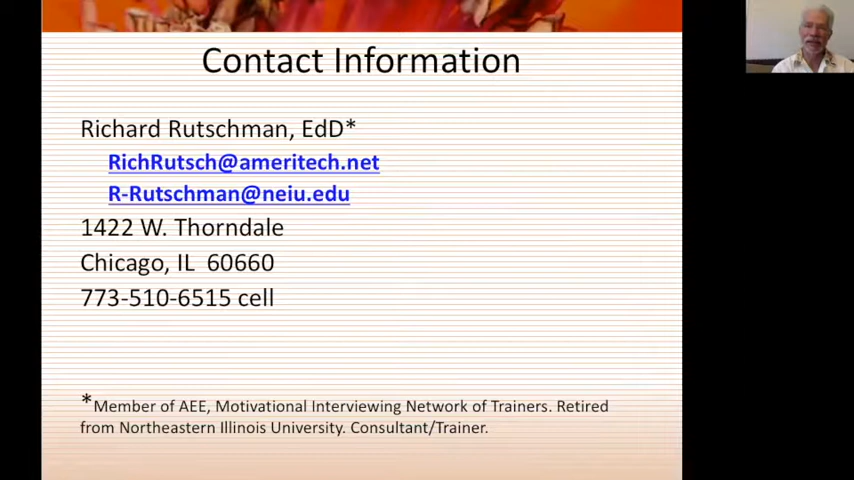 Contact Information
Richard Rutschman, EdD*
RichRutsch@ameritech.net
R-Rutschman@neiu.edu
1422 W. Thorndale
Chicago, IL  60660
773-510-6515 cell
*Member of AEE, Motivational Interviewing Network of Trainers. Retired
from Northeastern Illinois University. Consultant/Trainer.